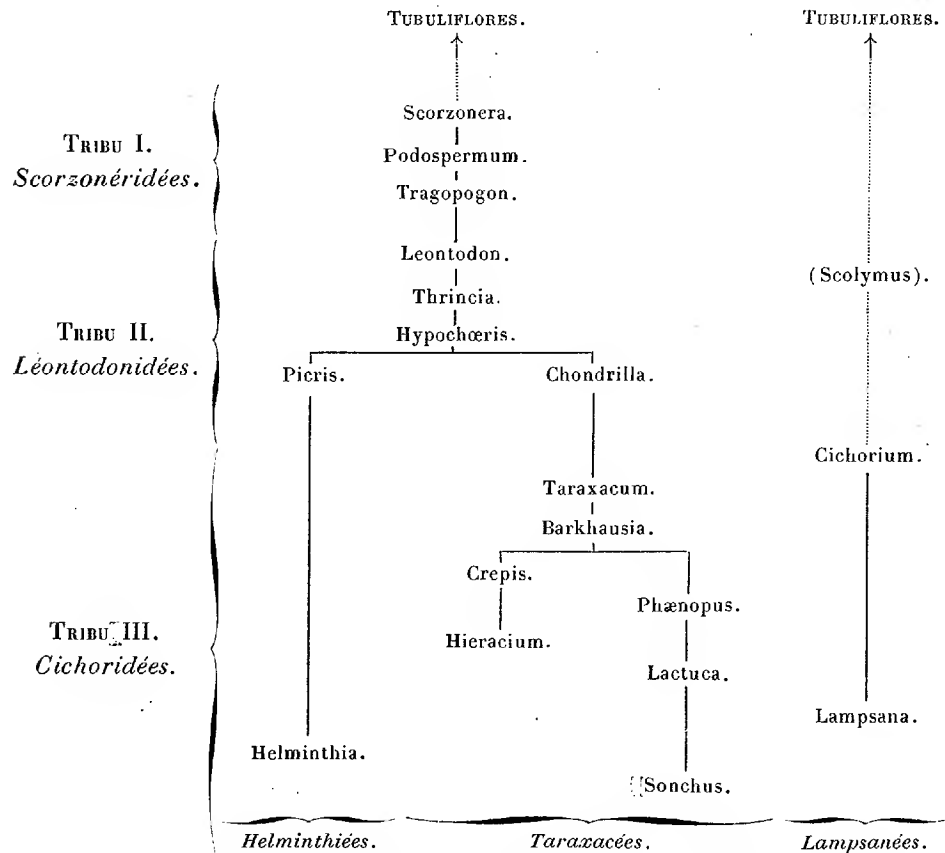 TUBULIFLORES. TUBULIFLORES.
Scorzonera.
TRIBU I.
Podospermum.
Scorzonéridées.
Tragopogon.
Leontodon.
(Scolymus).
Thrincia.
TRIBU II.
Hypochœris.
Léontodonidées.
Picris. Chondrilla.
Cichorium.
Taraxacum.
Barkhausia.
Crepis.
Phænopus.
TRIBU III.
Hieracium.
Cichoridées.
Lactuca.
Lampsana.
Helminthia.
Sonchus.
Helminthiées. Taraxacées. Lampsanées.